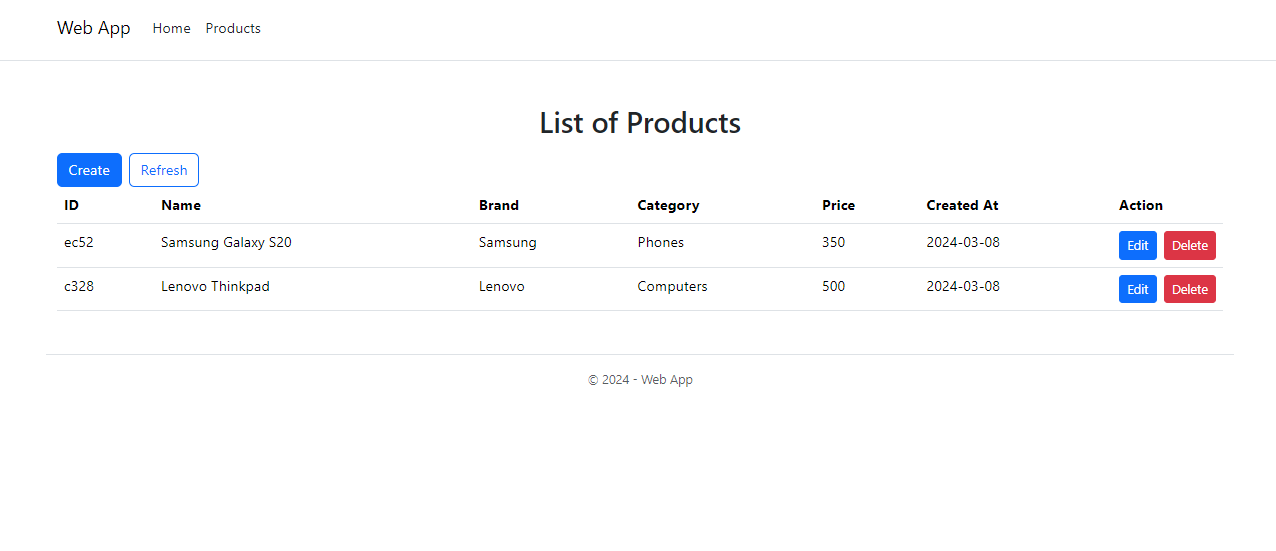 Web App Home Products
List of Products
Create Refresh
ID Name Brand Category Price Created At Action
ec52 Samsung Galaxy S20 Samsung Phones 350 2024-03-08 Edit Delete
c328 Lenovo Thinkpad Lenovo Computers 500 2024-03-08 Edit Delete
© 2024 - Web App